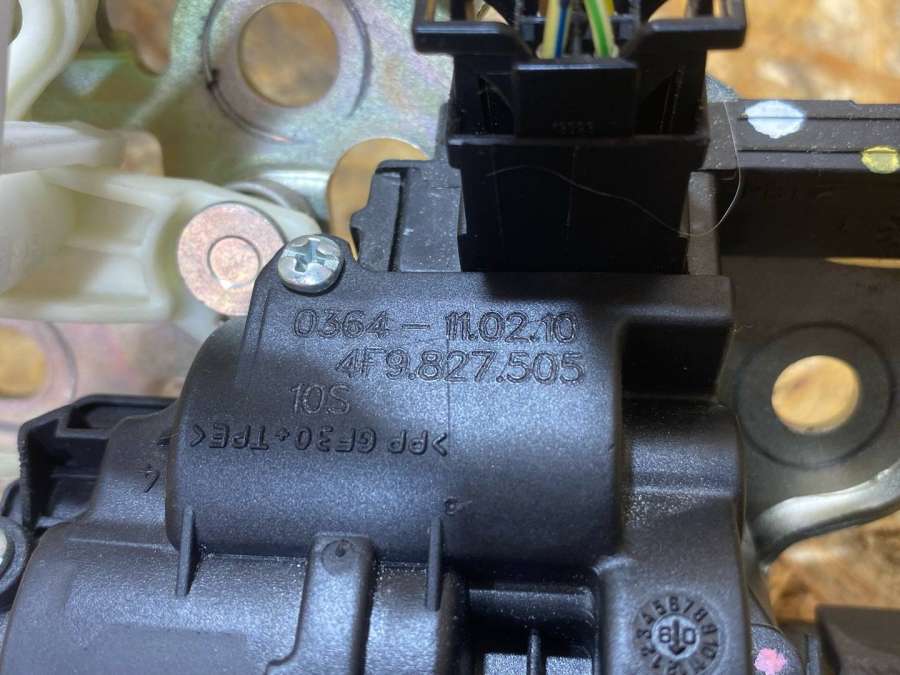 0364 - 11.02.10
4F9.827.505
10S
>PP GF30+TPE<